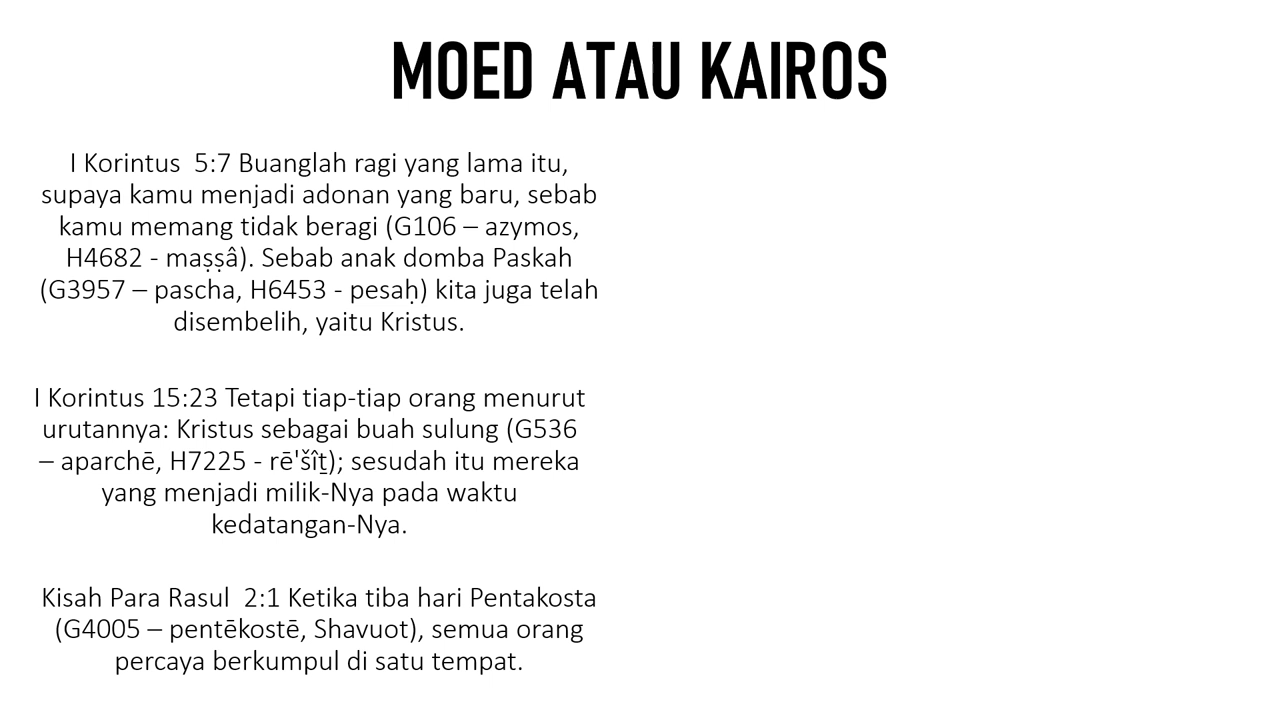 MOED ATAU KAIROS
I Korintus  5:7 Buanglah ragi yang lama itu,
supaya kamu menjadi adonan yang baru, sebab
kamu memang tidak beragi (G106 – azymos,
H4682 - maṣṣâ). Sebab anak domba Paskah
(G3957 – pascha, H6453 - pesaḥ) kita juga telah
disembelih, yaitu Kristus.
I Korintus 15:23 Tetapi tiap-tiap orang menurut
urutannya: Kristus sebagai buah sulung (G536
– aparchē, H7225 - rē'šîṯ); sesudah itu mereka
yang menjadi milik-Nya pada waktu
kedatangan-Nya.
Kisah Para Rasul  2:1 Ketika tiba hari Pentakosta
(G4005 – pentēkostē, Shavuot), semua orang
percaya berkumpul di satu tempat.